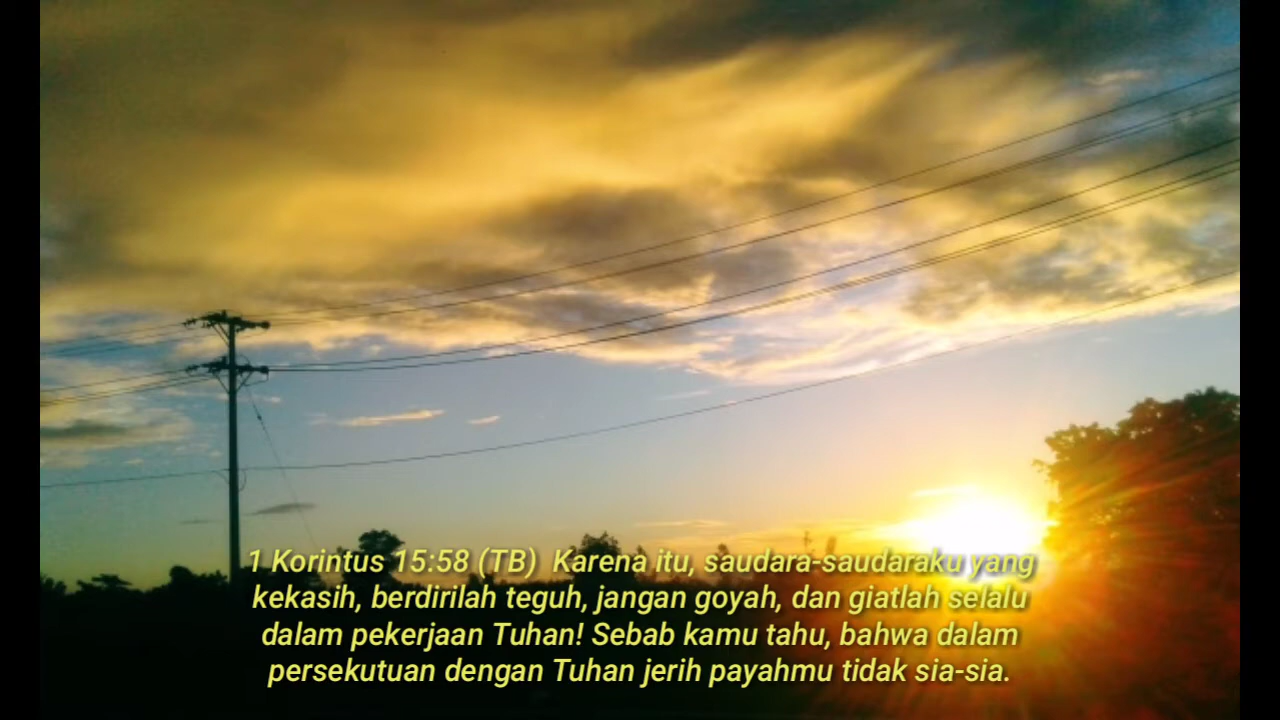 1 Korintus 15:58 (TB)  Karena itu, saudara-saudaraku yang
kekasih, berdirilah teguh, jangan goyah, dan giatlah selalu
dalam pekerjaan Tuhan! Sebab kamu tahu, bahwa dalam
persekutuan dengan Tuhan jerih payahmu tidak sia-sia.